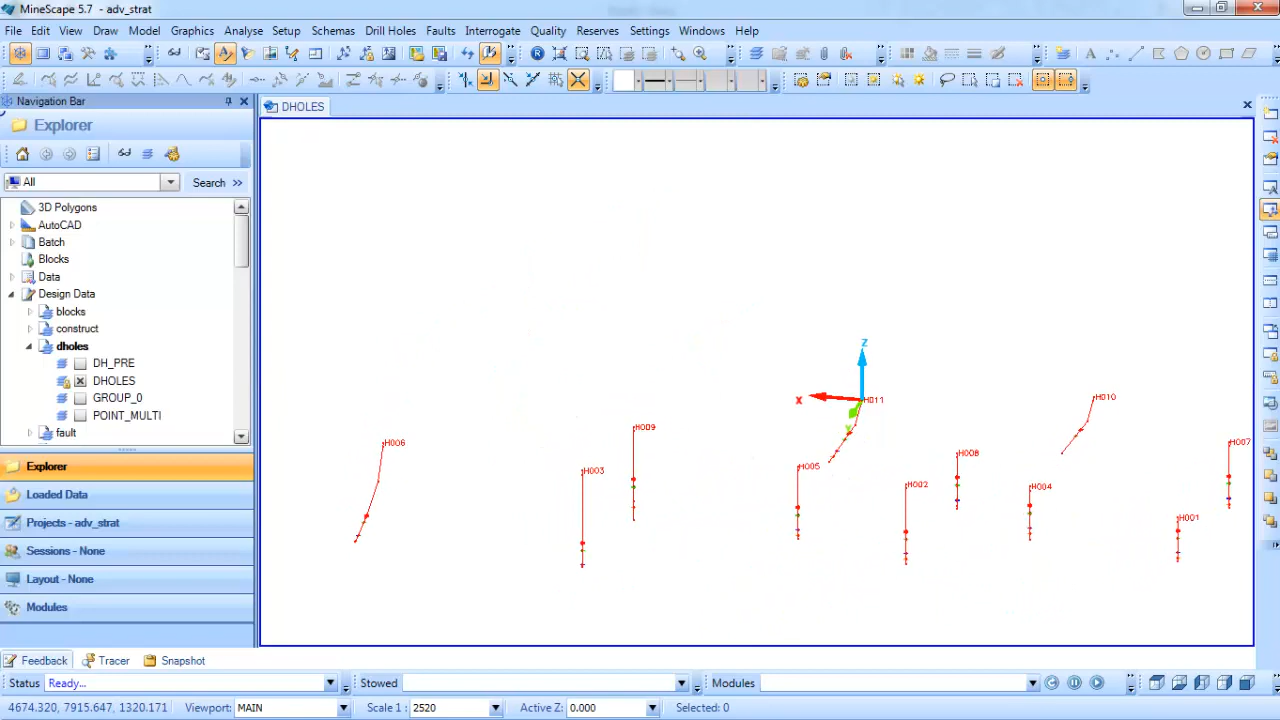 MineScape 5.7 - adv_strat
File Edit View Draw Model Graphics Setup Analyse Schemas Drill Holes Faults Interrogate Quality Reserves Settings Windows Help
Navigation Bar
Explorer
All Search »
3D Polygons
AutoCAD
Batch
Blocks
Data
Design Data
blocks
construct
dholes
DH_PRE
DHOLES
GROUP_0
POINT_MULTI
fault
Explorer
Loaded Data
Projects - adv_strat
Sessions - None
Layout - None
Modules
DHOLES
Z
X
Y
H011
H010
H009
H006
H007
H008
H005
H003
H002
H004
H001
Feedback Tracer Snapshot
Status Ready... Stowed Modules
4674.320, 7915.647, 1320.171 Viewport: MAIN Scale 1 : 2520 Active Z: 0.000 Selected: 0